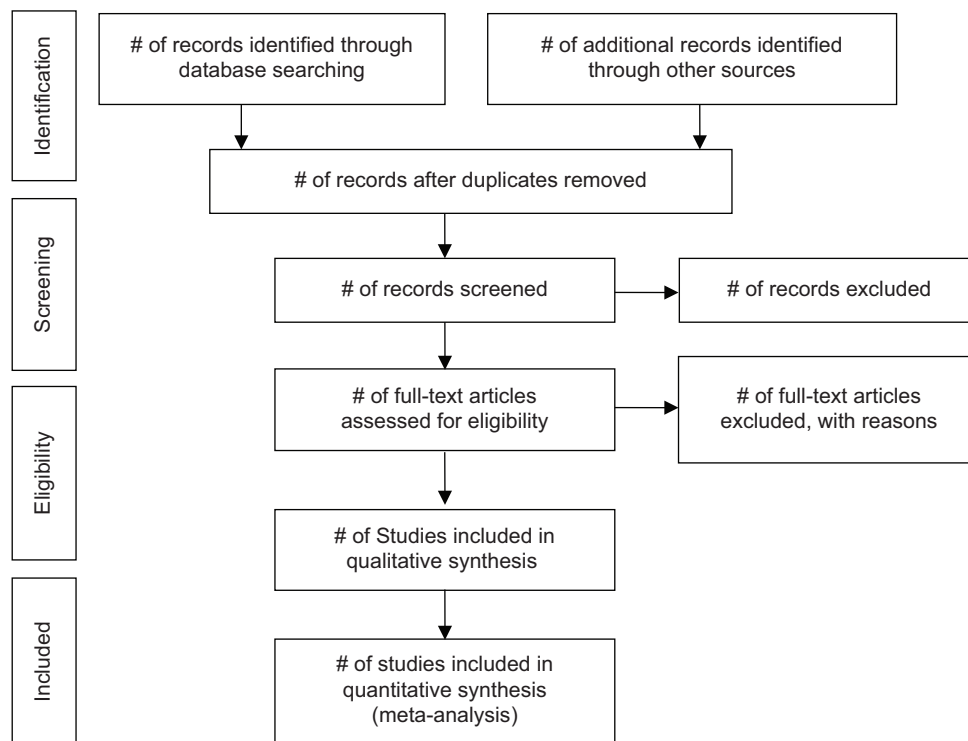 Identification
# of records identified through
database searching
# of additional records identified
through other sources
# of records after duplicates removed
Screening
# of records screened
# of records excluded
Eligibility
# of full-text articles
assessed for eligibility
# of full-text articles
excluded, with reasons
# of Studies included in
qualitative synthesis
Included
# of studies included in
quantitative synthesis
(meta-analysis)